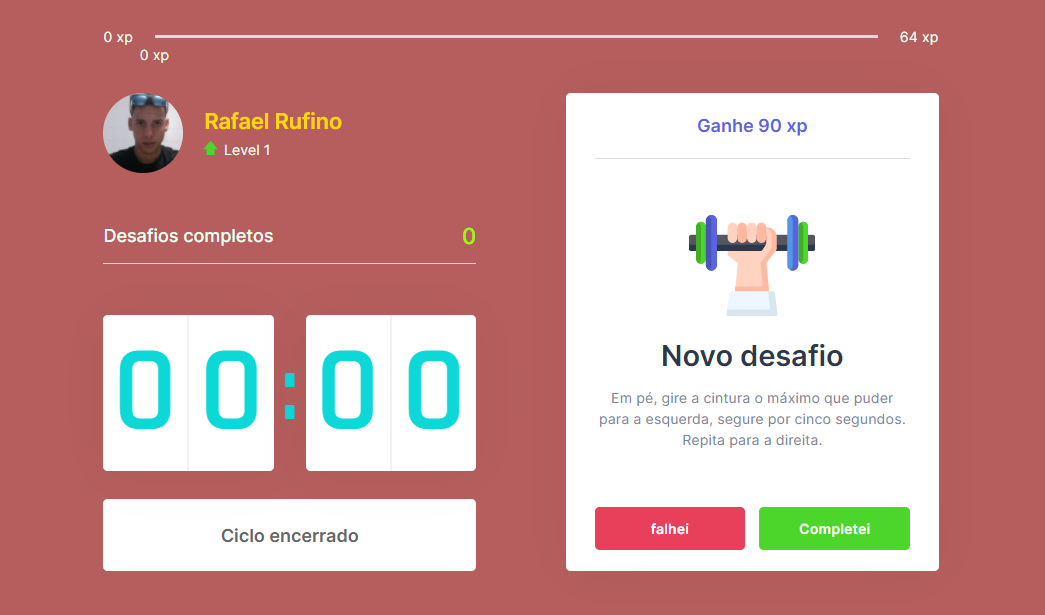 0 xp
64 xp
0 xp
Rafael Rufino
Level 1
Desafios completos
0
00:00
Ciclo encerrado
Ganhe 90 xp
Novo desafio
Em pé, gire a cintura o máximo que puder
para a esquerda, segure por cinco segundos.
Repita para a direita.
falhei
Completei